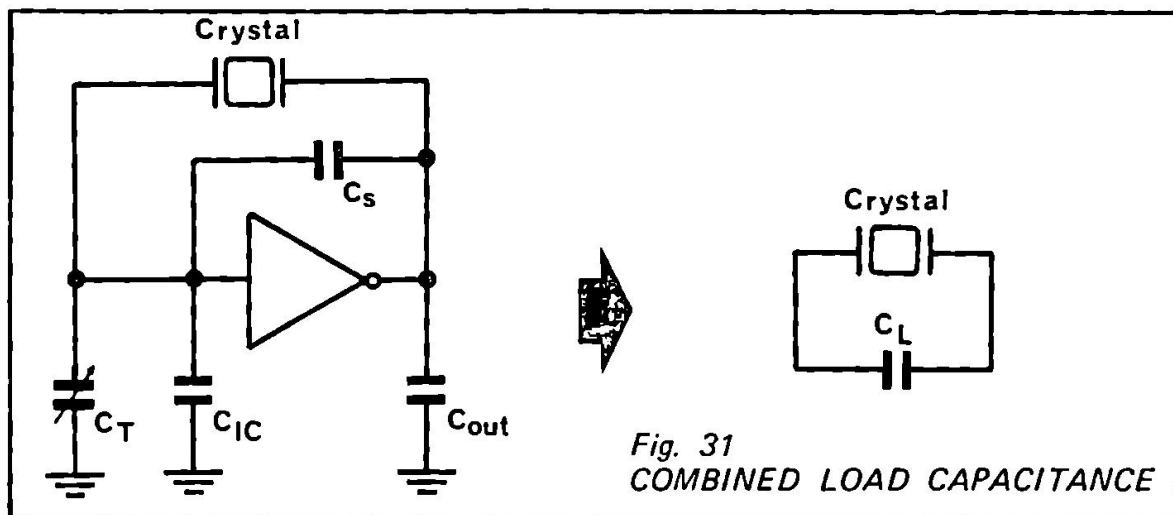 Crystal
Cs
CT
CIC
Cout
Crystal
CL
Fig. 31
COMBINED LOAD CAPACITANCE